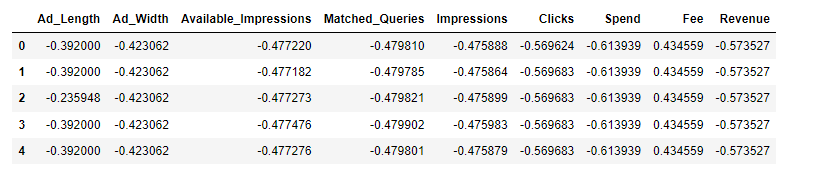 Ad_Length Ad_Width Available_Impressions Matched_Queries Impressions Clicks Spend Fee Revenue
0 -0.392000 -0.423062 -0.477220 -0.479810 -0.475888 -0.569624 -0.613939 0.434559 -0.573527
1 -0.392000 -0.423062 -0.477182 -0.479785 -0.475864 -0.569683 -0.613939 0.434559 -0.573527
2 -0.235948 -0.423062 -0.477273 -0.479821 -0.475899 -0.569683 -0.613939 0.434559 -0.573527
3 -0.392000 -0.423062 -0.477476 -0.479902 -0.475983 -0.569683 -0.613939 0.434559 -0.573527
4 -0.392000 -0.423062 -0.477276 -0.479801 -0.475879 -0.569683 -0.613939 0.434559 -0.573527